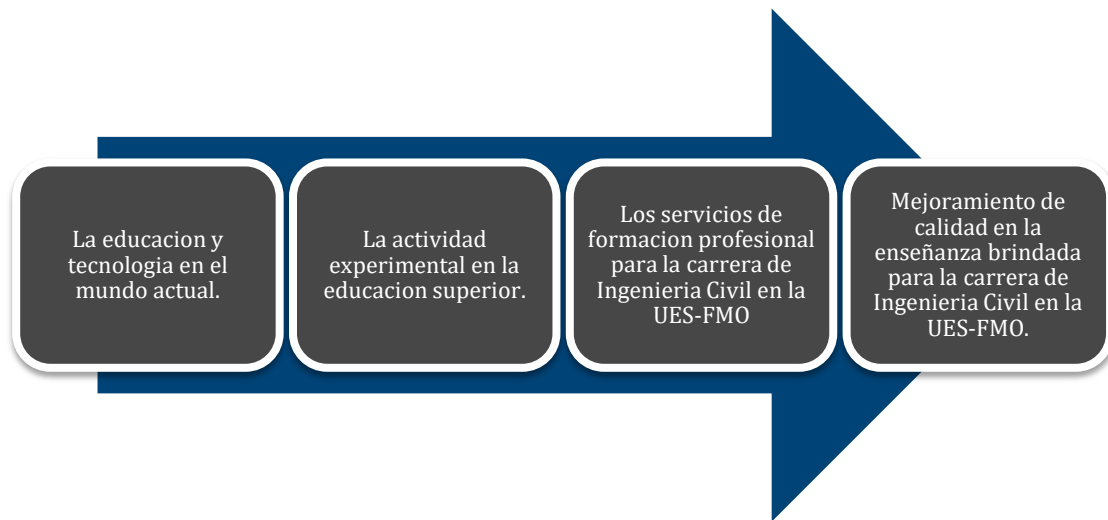 La educacion y
tecnologia en el
mundo actual.
La actividad
experimental en la
educacion superior.
Los servicios de
formacion profesional
para la carrera de
Ingenieria Civil en la
UES-FMO
Mejoramiento de
calidad en la
enseñanza brindada
para la carrera de
Ingenieria Civil en la
UES-FMO.